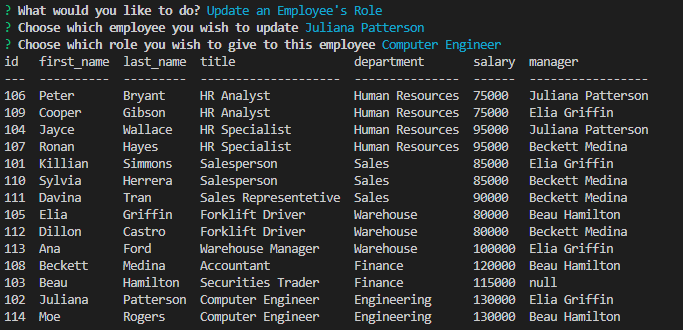 ? What would you like to do? Update an Employee's Role
? Choose which employee you wish to update Juliana Patterson
? Choose which role you wish to give to this employee Computer Engineer
id   first_name  last_name  title                 department       salary  manager
---  ----------  ---------  --------------------  ---------------  ------  -----------------
106  Peter       Bryant     HR Analyst            Human Resources  75000   Juliana Patterson
109  Cooper      Gibson     HR Analyst            Human Resources  75000   Elia Griffin
104  Jayce       Wallace    HR Specialist         Human Resources  95000   Juliana Patterson
107  Ronan       Hayes      HR Specialist         Human Resources  95000   Beckett Medina
101  Killian     Simmons    Salesperson           Sales            85000   Elia Griffin
110  Sylvia      Herrera    Salesperson           Sales            85000   Beckett Medina
111  Davina      Tran       Sales Representetive  Sales            90000   Beckett Medina
105  Elia        Griffin    Forklift Driver       Warehouse        80000   Beau Hamilton
112  Dillon      Castro     Forklift Driver       Warehouse        80000   Beckett Medina
113  Ana         Ford       Warehouse Manager     Warehouse        100000  Elia Griffin
108  Beckett     Medina     Accountant            Finance          120000  Beau Hamilton
103  Beau        Hamilton   Securities Trader     Finance          115000  null
102  Juliana     Patterson  Computer Engineer     Engineering      130000  Elia Griffin
114  Moe         Rogers     Computer Engineer     Engineering      130000  Beau Hamilton